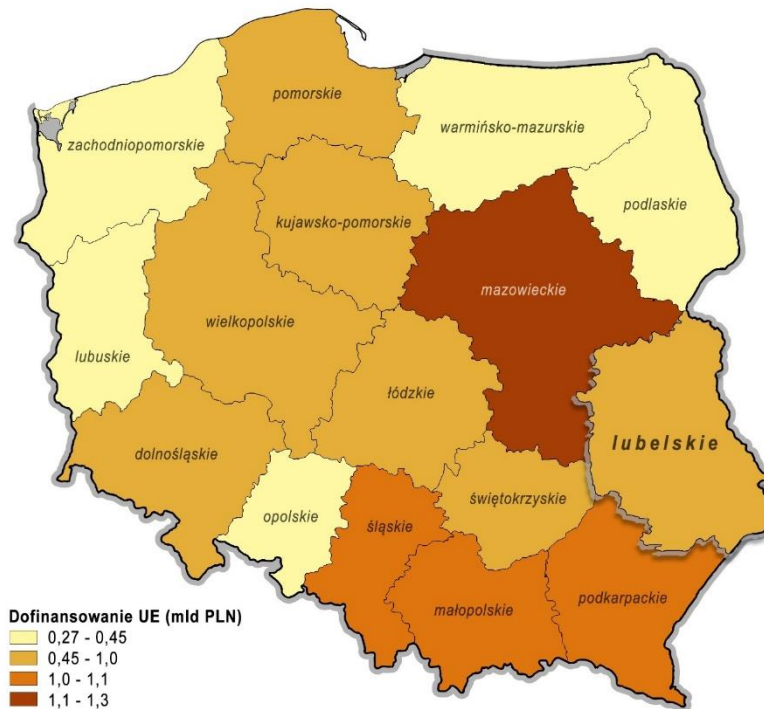 pomorskie
warmińsko-mazurskie
zachodniopomorskie
podlaskie
kujawsko-pomorskie
mazowieckie
wielkopolskie
lubuskie
łódzkie
lubelskie
dolnośląskie
świętokrzyskie
opolskie
śląskie
podkarpackie
małopolskie
Dofinansowanie UE (mld PLN)
0,27 - 0,45
0,45 - 1,0
1,0 - 1,1
1,1 - 1,3